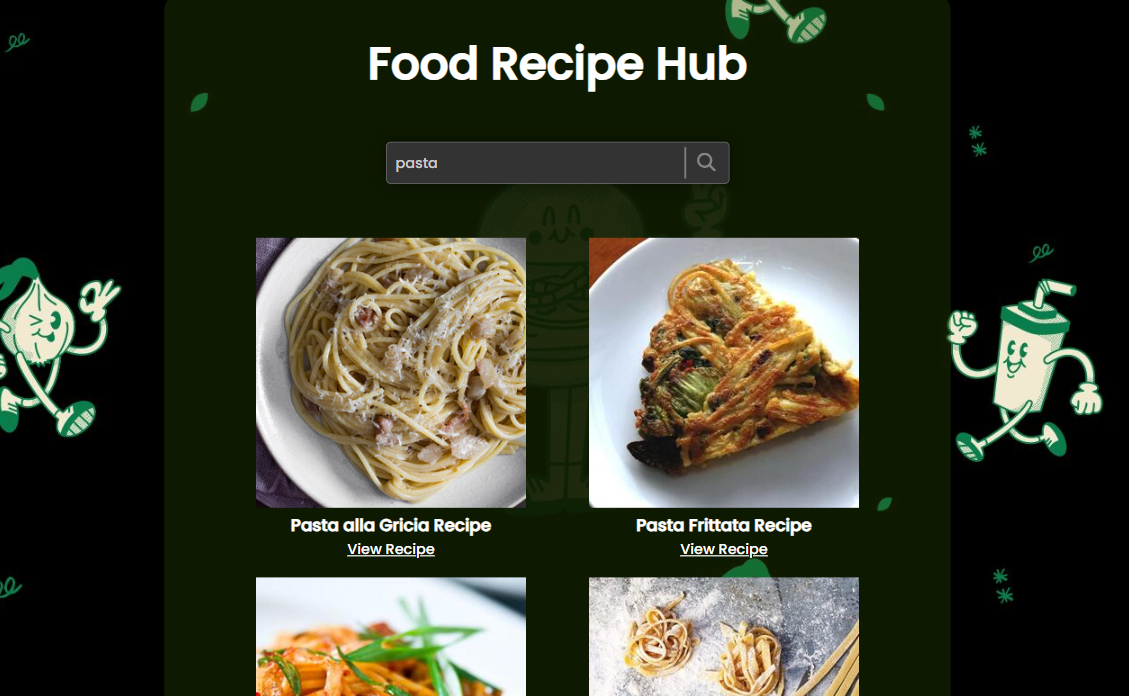 Food Recipe Hub
pasta
Pasta alla Gricia Recipe
Pasta Frittata Recipe
View Recipe
View Recipe